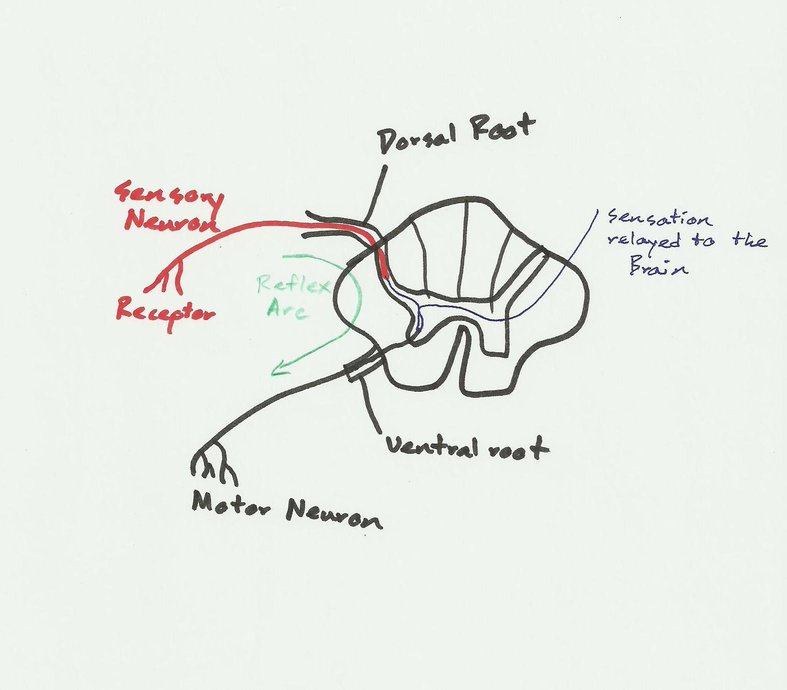 Dorsal Root
Sensory
Neuron
Receptor
Reflex
Arc
Sensation
relayed to the
Brain
Ventral root
Motor Neuron